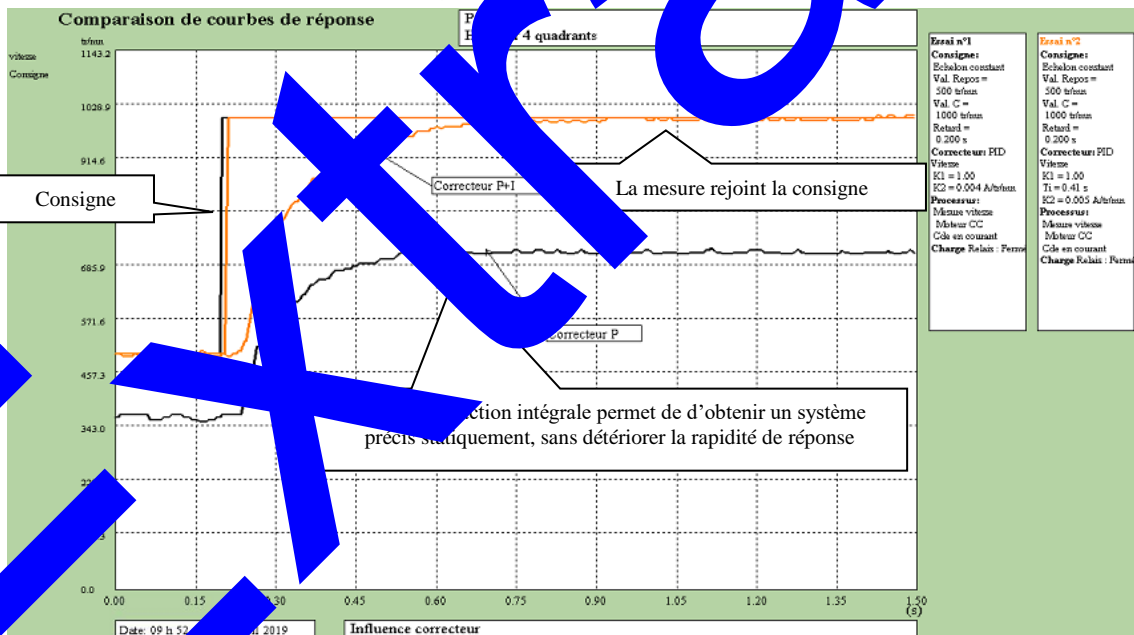 Comparaison de courbes de réponse
4 quadrants
tr/mn
vitesse
Consigne
1143.2
1028.9
914.6
685.9
571.6
457.3
343.0
0.0
0.00 0.15 0.30 0.45 0.60 0.75 0.90 1.05 1.20 1.35 1.50
(s)
Consigne
Correcteur P+I
La mesure rejoint la consigne
Correcteur P
intégrale permet de d’obtenir un système
précis statiquement, sans détériorer la rapidité de réponse
Essai n°1
Consigne:
Echelon constant
Val. Repos =
500 tr/mn
Val. C =
1000 tr/mn
Retard =
0.200 s
Correcteur: PID
Vitesse
K1 = 1.00
K2 = 0.004 A/tr/mn
Processus:
Mesure vitesse
Moteur CC
Cde en courant
Charge Relais : Fermé
Essai n°2
Consigne:
Echelon constant
Val. Repos =
500 tr/mn
Val. C =
1000 tr/mn
Retard =
0.200 s
Correcteur: PID
Vitesse
K1 = 1.00
Ti = 0.41 s
K2 = 0.005 A/tr/mn
Processus:
Mesure vitesse
Moteur CC
Cde en courant
Charge Relais : Fermé
Date: 09 h 52 2019
Influence correcteur